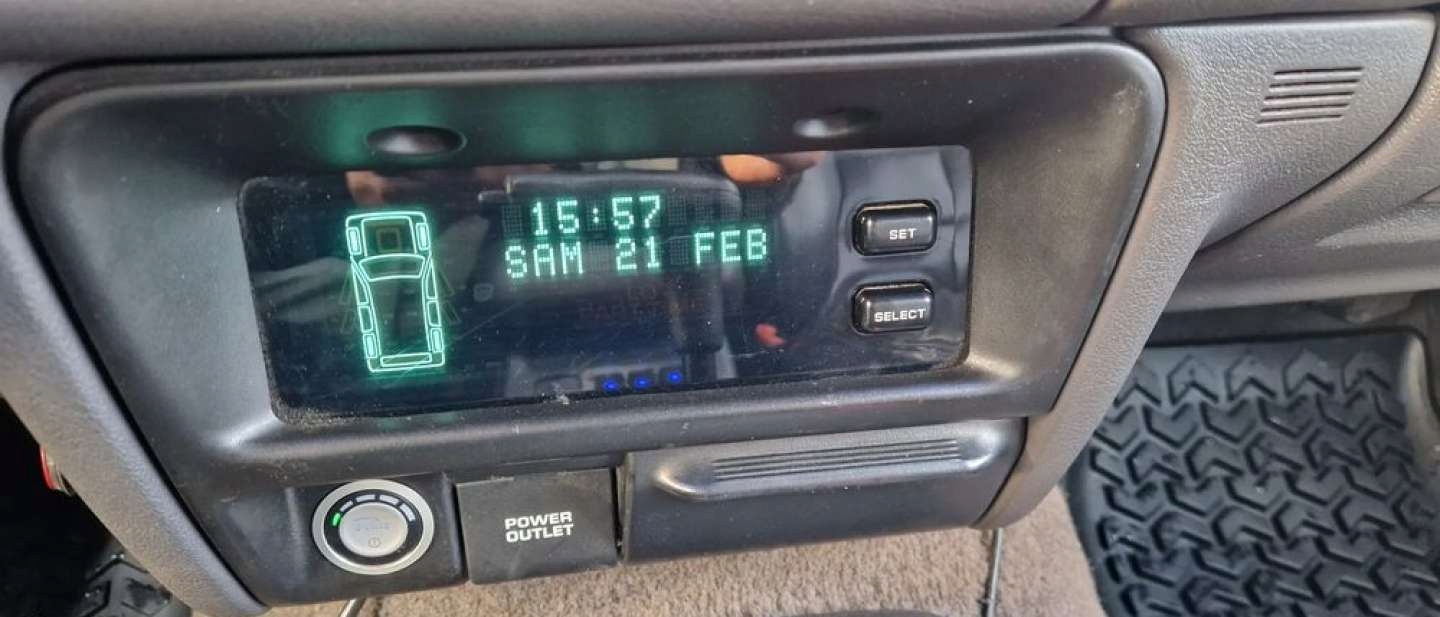 15:57
SAM 21 FEB
SET
SELECT
POWER
OUTLET